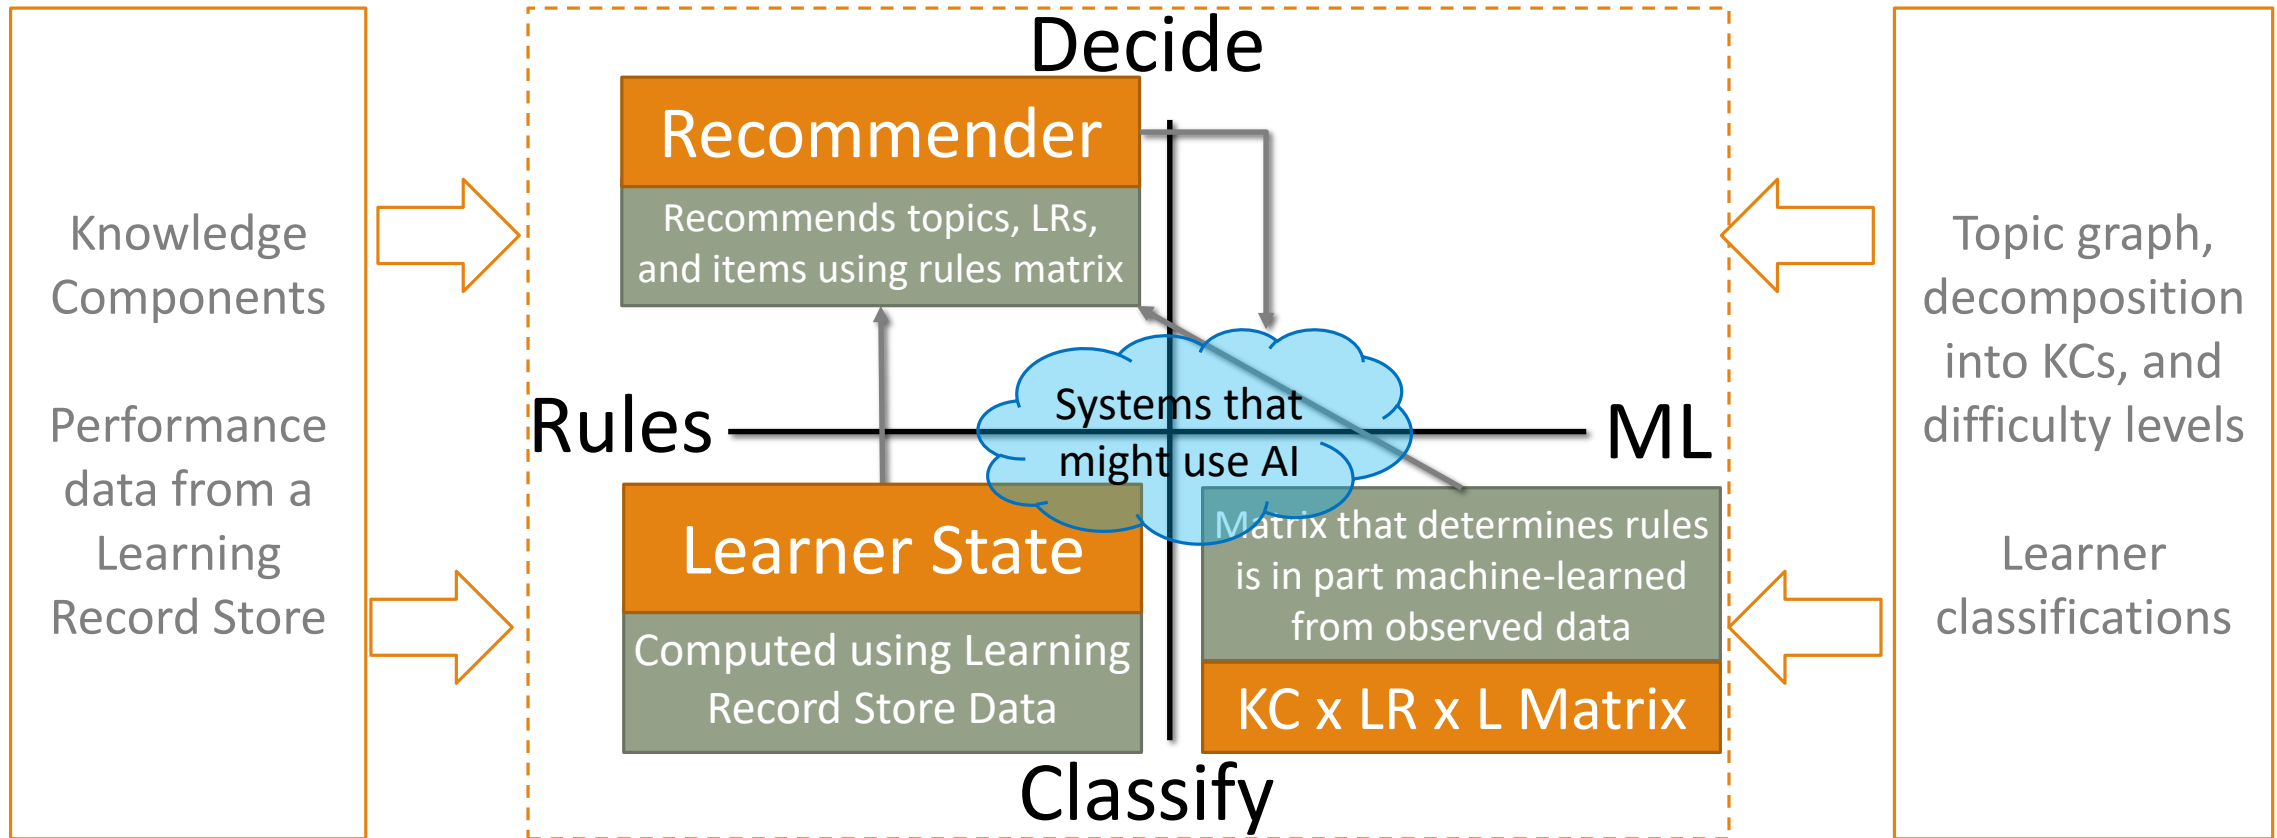 Knowledge
Components
Performance
data from a
Learning
Record Store
Decide
Recommender
Recommends topics, LRs,
and items using rules matrix
Rules
Systems that
might use AI
ML
Learner State
Computed using Learning
Record Store Data
Matrix that determines rules
is in part machine-learned
from observed data
KC x LR x L Matrix
Classify
Topic graph,
decomposition
into KCs, and
difficulty levels
Learner
classifications